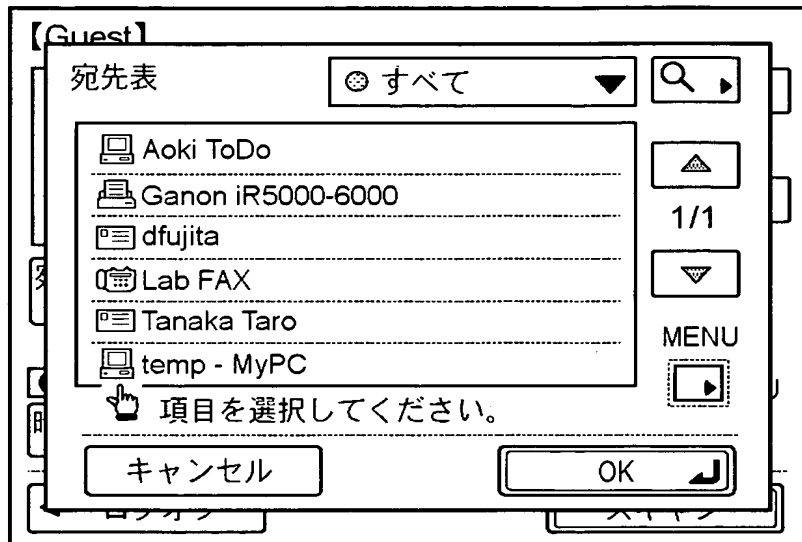 【Guest】
宛先表
すべて
Aoki ToDo
Ganon iR5000-6000
dfujita
Lab FAX
Tanaka Taro
temp - MyPC
1/1
MENU
項目を選択してください。
キャンセル
OK